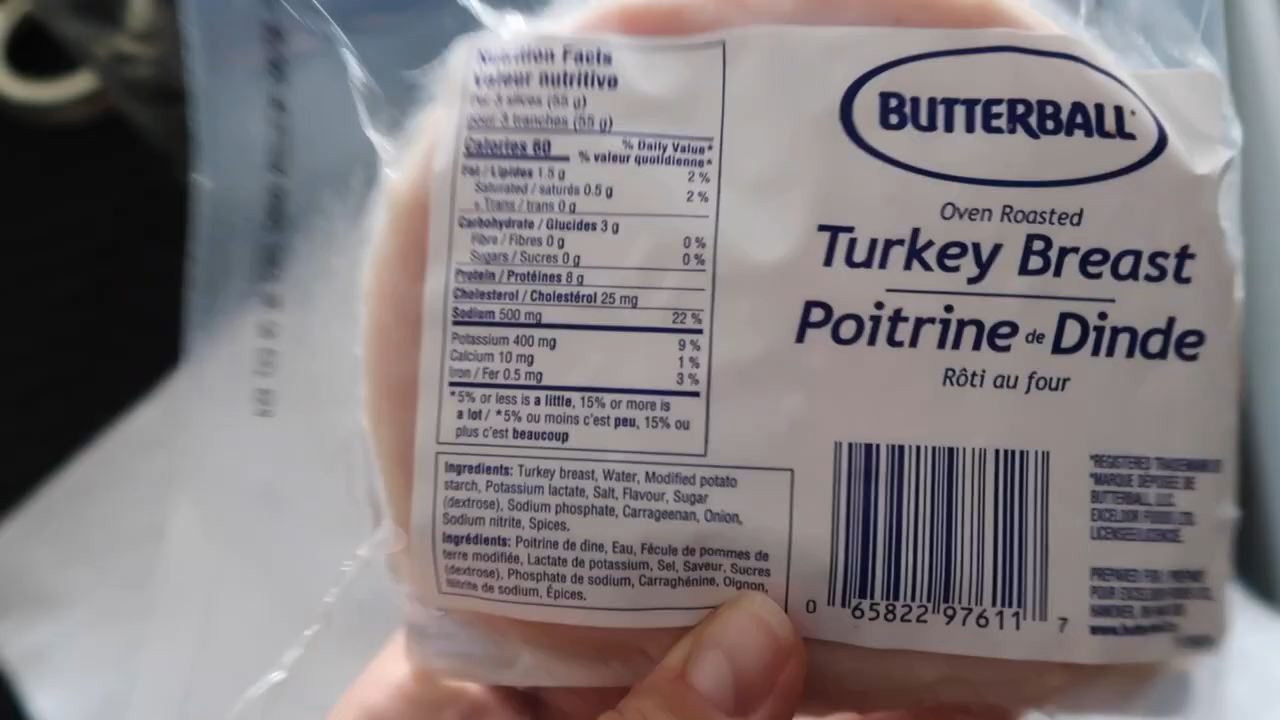 Nutrition Facts
Valeur nutritive
Per 3 slices (55 g)
pour 3 tranches (55 g)
Calories 60
% Daily Value*
% valeur quotidienne*
Fat / Lipides 1.5 g 2 %
Saturated / saturés 0.5 g 2 %
+ Trans / trans 0 g
Carbohydrate / Glucides 3 g
Fibre / Fibres 0 g 0 %
Sugars / Sucres 0 g 0 %
Protein / Protéines 8 g
Cholesterol / Cholestérol 25 mg
Sodium 500 mg 22 %
Potassium 400 mg 9 %
Calcium 10 mg 1 %
Iron / Fer 0.5 mg 3 %
*5% or less is a little, 15% or more is
a lot / *5% ou moins c'est peu, 15% ou
plus c'est beaucoup
Ingredients: Turkey breast, Water, Modified potato
starch, Potassium lactate, Salt, Flavour, Sugar
(dextrose), Sodium phosphate, Carrageenan, Onion,
Sodium nitrite, Spices.
Ingrédients: Poitrine de dine, Eau, Fécule de pommes de
terre modifiée, Lactate de potassium, Sel, Saveur, Sucres
(dextrose), Phosphate de sodium, Carraghénine, Oignon,
Nitrite de sodium, Épices.
BUTTERBALL
Oven Roasted
Turkey Breast
Poitrine de Dinde
Rôti au four
0 65822 97611 7
*REGISTERED TRADEMARK
*MARQUE DÉPOSÉE DE
BUTTERBALL, LLC.
EXCELDOR FOODS LTD.
LICENSEE/LICENCIÉ.